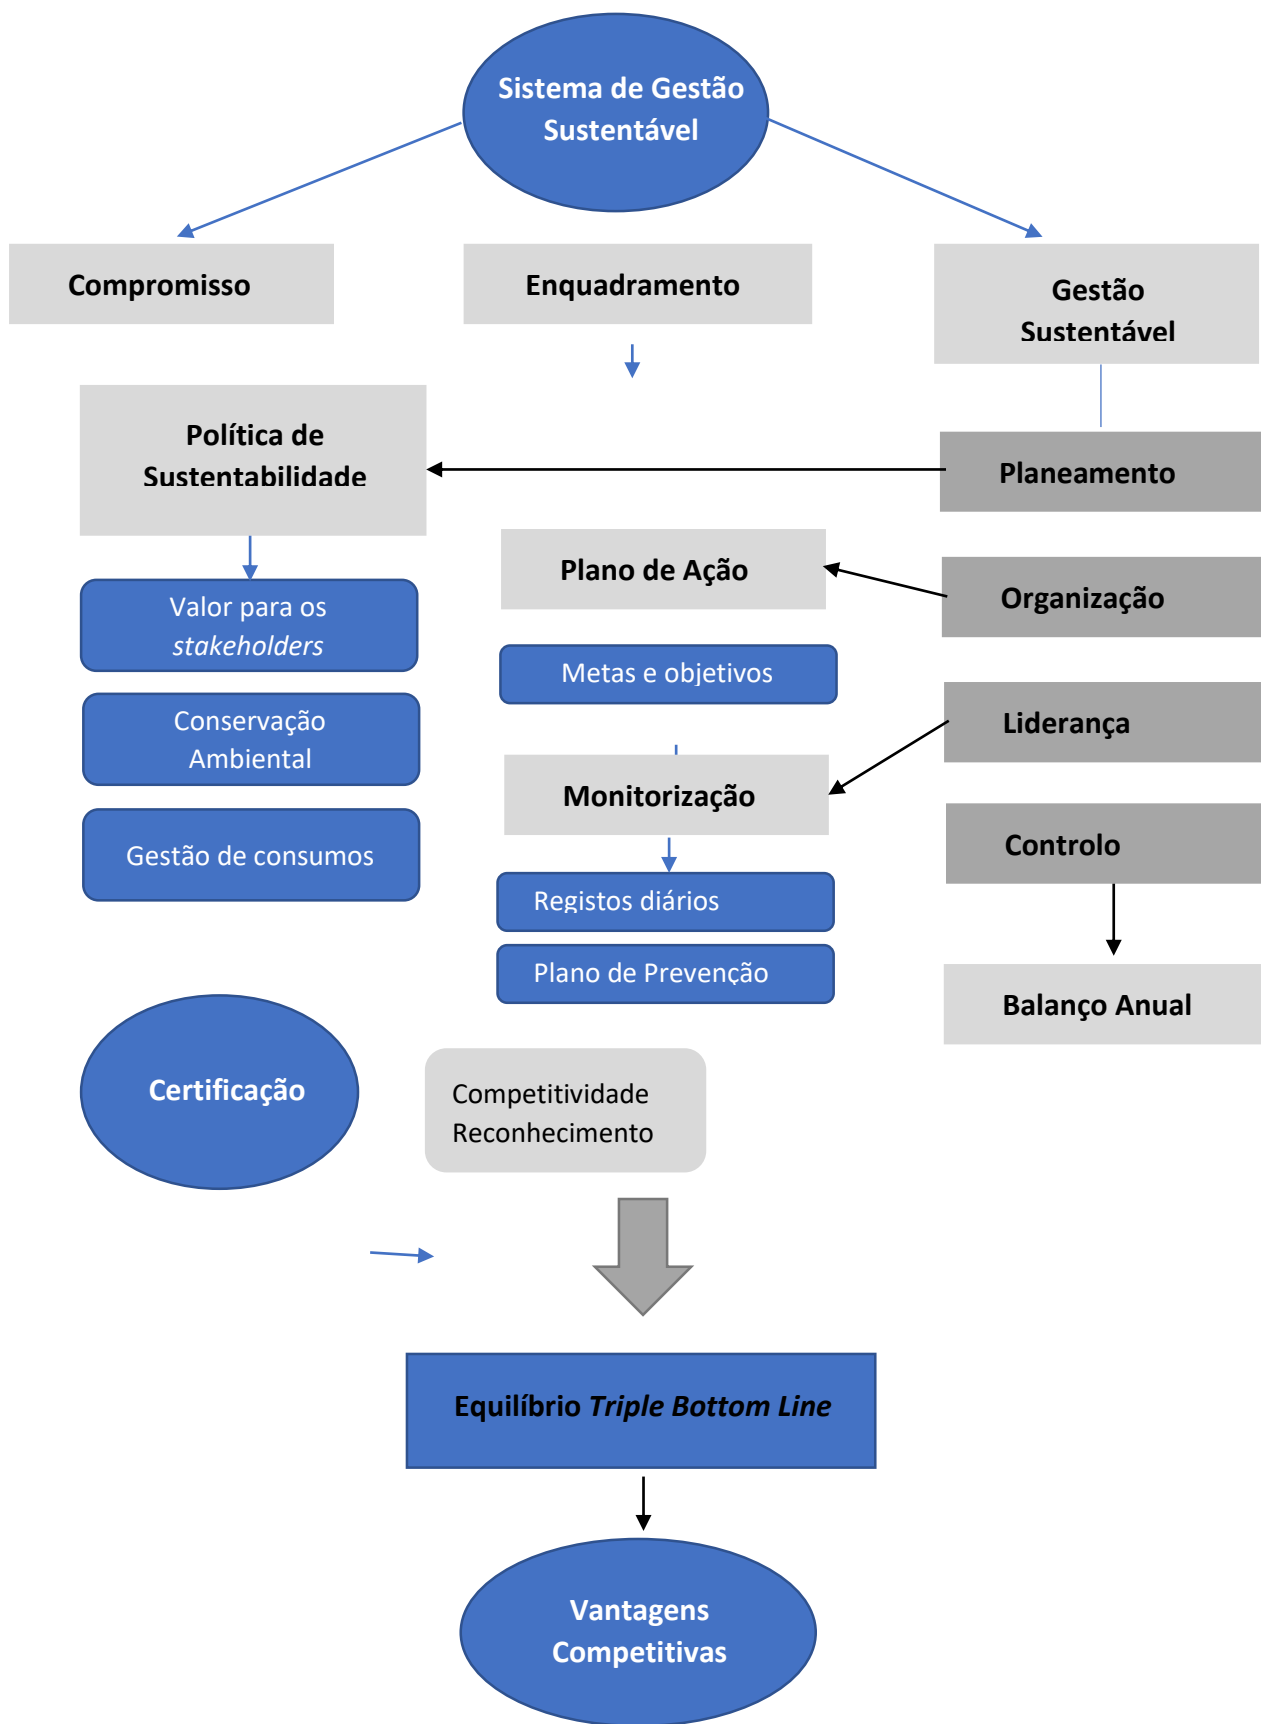 Sistema de Gestão
Sustentável
Compromisso
Enquadramento
Gestão
Sustentável
Política de
Sustentabilidade
Planeamento
Plano de Ação
Organização
Valor para os
stakeholders
Metas e objetivos
Liderança
Conservação
Ambiental
Monitorização
Controlo
Gestão de consumos
Registos diários
Plano de Prevenção
Balanço Anual
Certificação
Competitividade
Reconhecimento
Equilíbrio Triple Bottom Line
Vantagens
Competitivas